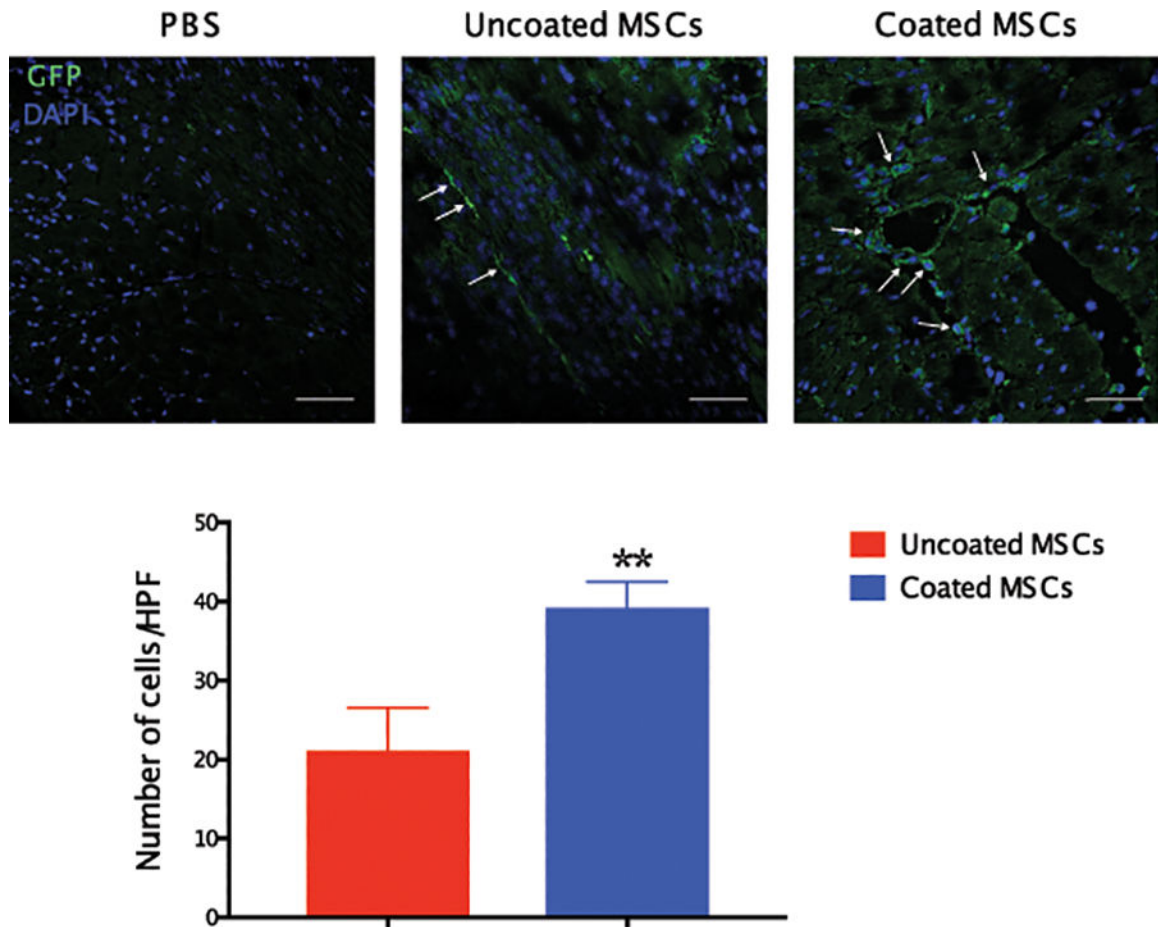 PBS
Uncoated MSCs
Coated MSCs
GFP
DAPI
50
40
30
20
10
0
Number of cells/HPF
**
Uncoated MSCs
Coated MSCs